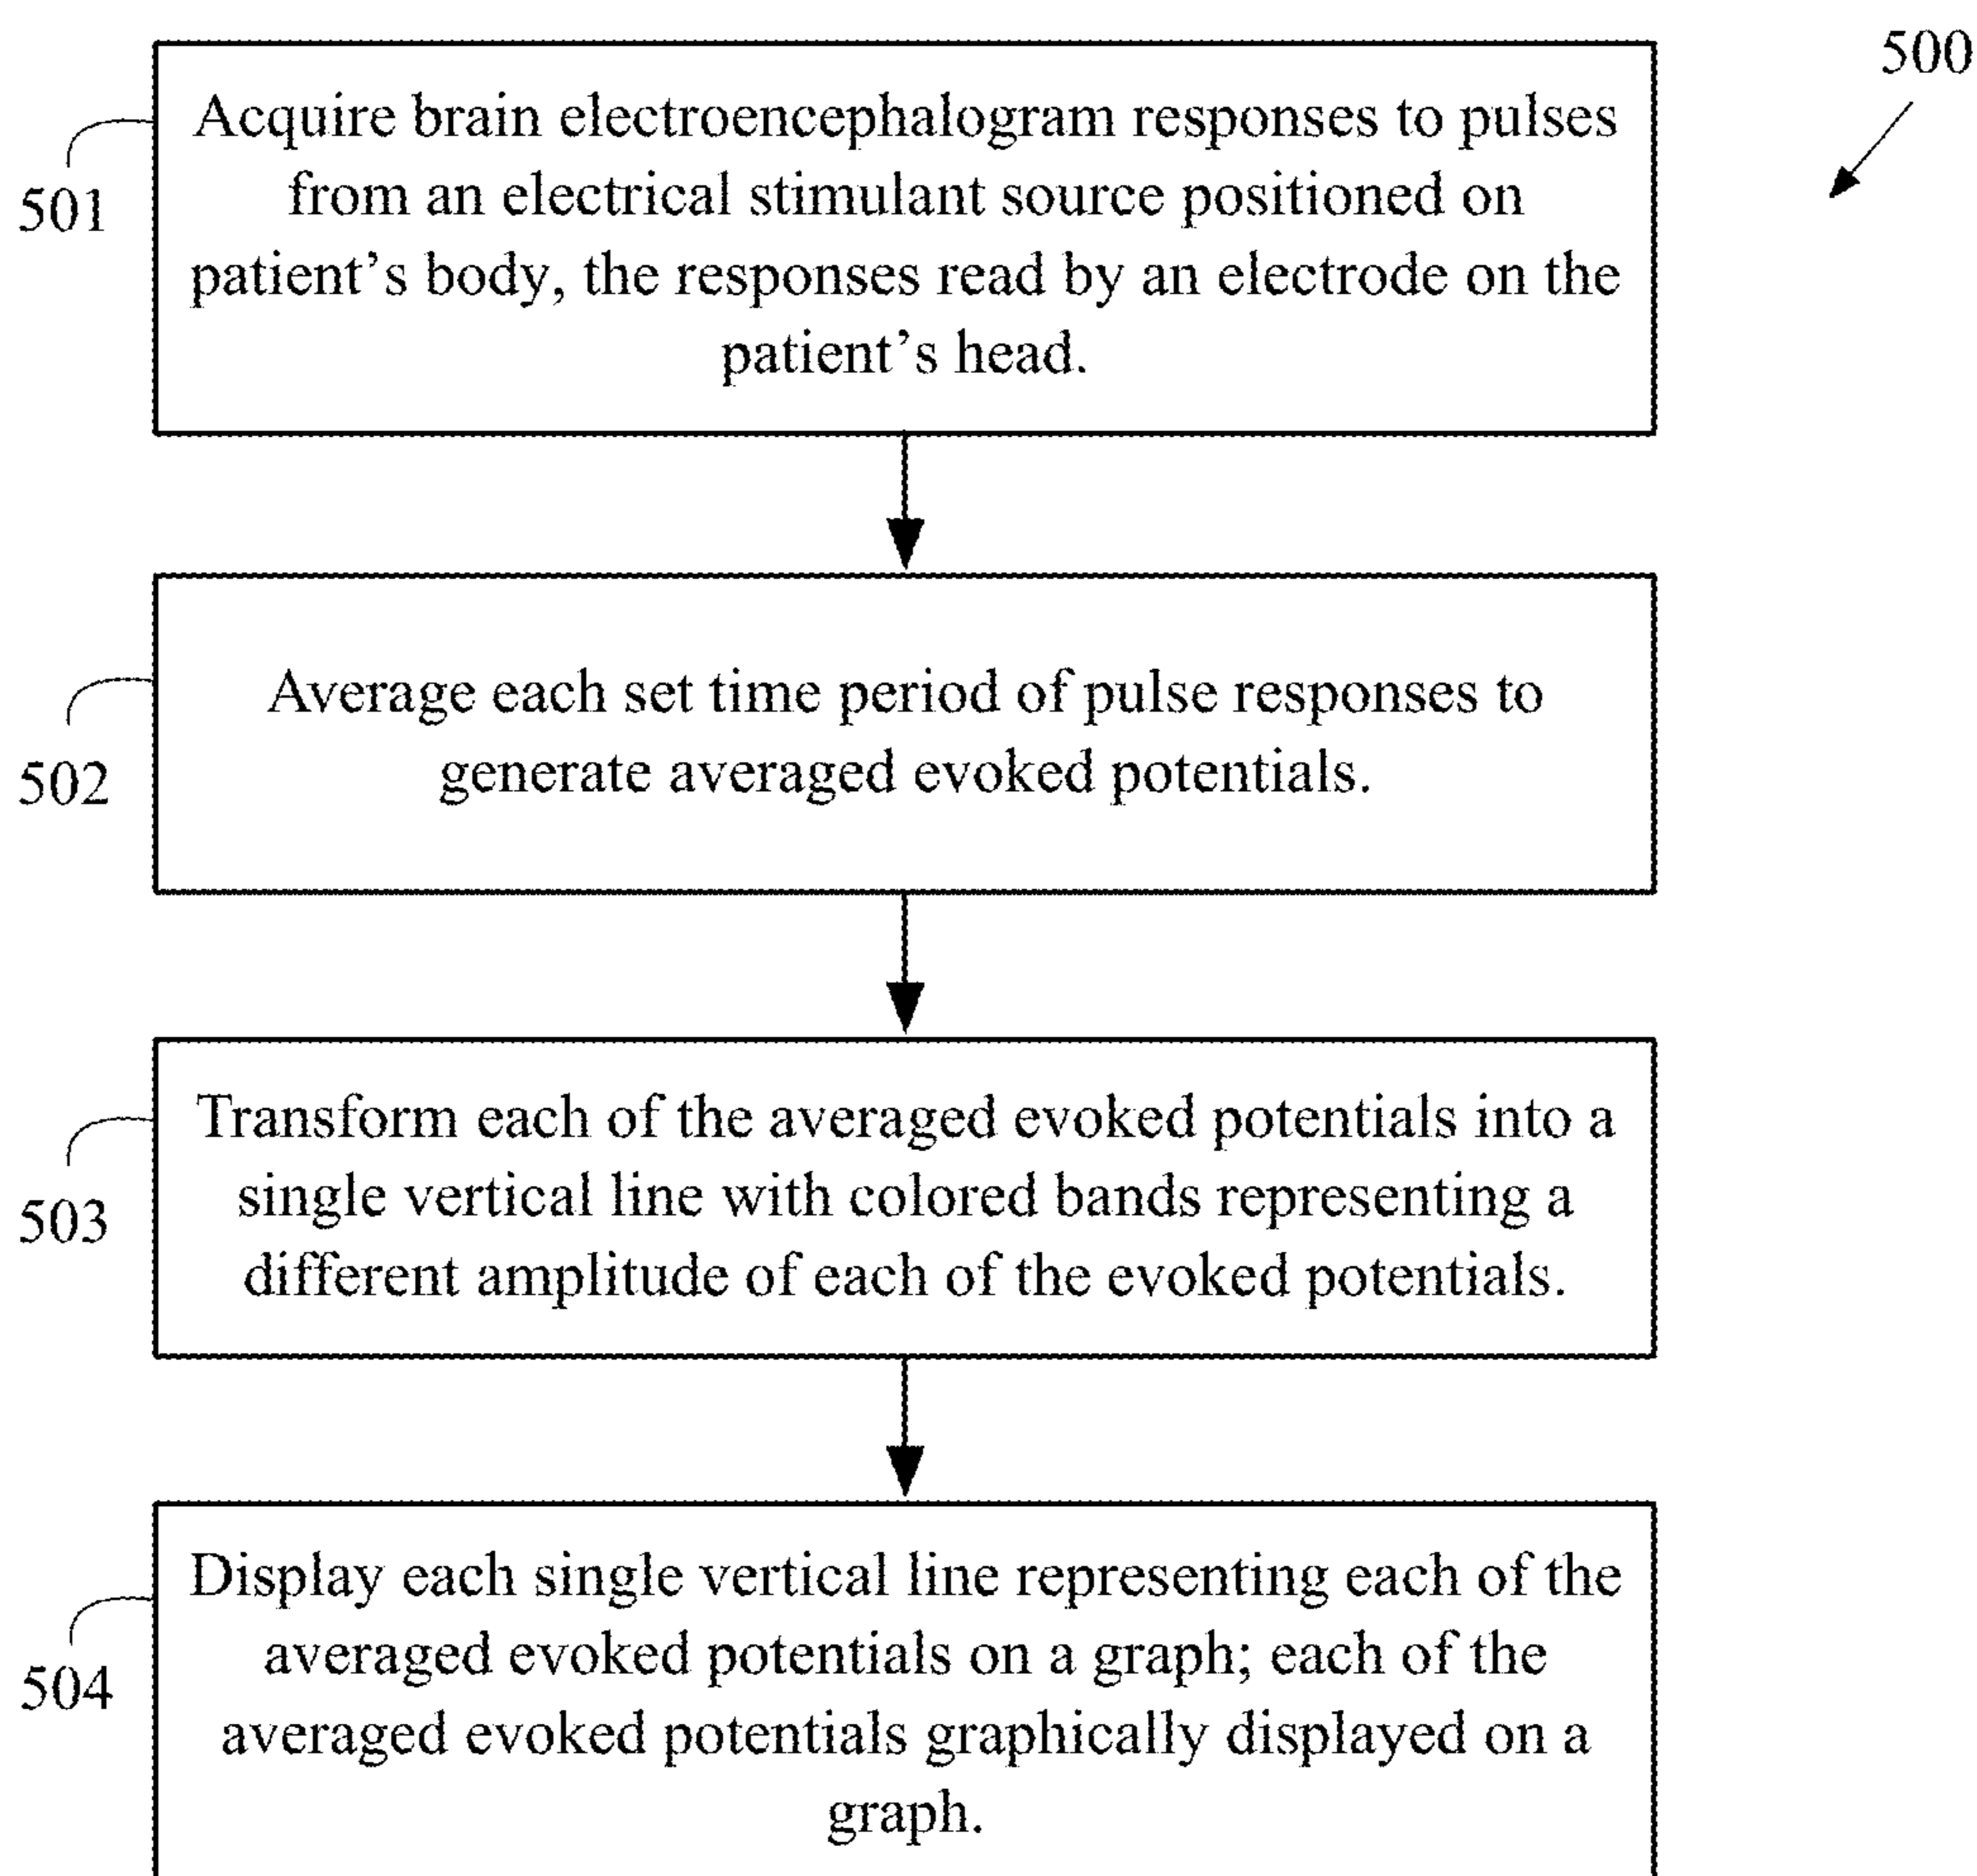 500
Acquire brain electroencephalogram responses to pulses
from an electrical stimulant source positioned on
patient’s body, the responses read by an electrode on the
patient’s head.
501
Average each set time period of pulse responses to
generate averaged evoked potentials.
502
Transform each of the averaged evoked potentials into a
single vertical line with colored bands representing a
different amplitude of each of the evoked potentials.
503
Display each single vertical line representing each of the
averaged evoked potentials on a graph; each of the
averaged evoked potentials graphically displayed on a
graph.
504